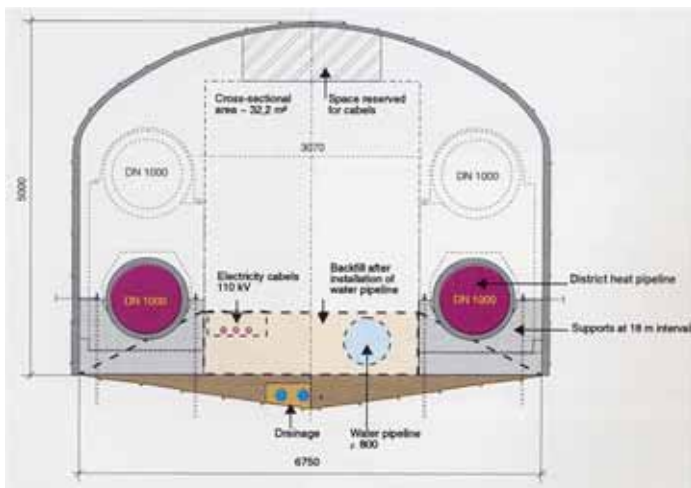 Cross-sectional
area ~ 32,2 m²
Space reserved
for cabels
3070
5000
DN 1000
DN 1000
Electricity cabels
110 kV
Backfill after
installation of
water pipeline
District heat pipeline
DN 1000
DN 1000
Supports at 18 m interval
Drainage
Water pipeline
800
6750